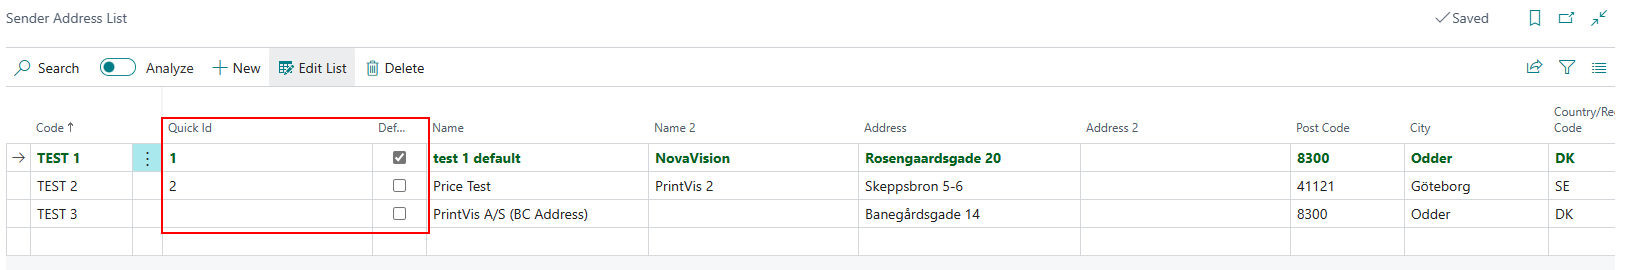 Sender Address List
Saved
Search Analyze New Edit List Delete
Country/Reg
Code ↑ Quick Id Def... Name Name 2 Address Address 2 Post Code City Code
TEST 1 1 test 1 default NovaVision Rosengaardsgade 20 8300 Odder DK
TEST 2 2 Price Test PrintVis 2 Skeppsbron 5-6 41121 Göteborg SE
TEST 3 PrintVis A/S (BC Address) Banegårdsgade 14 8300 Odder DK